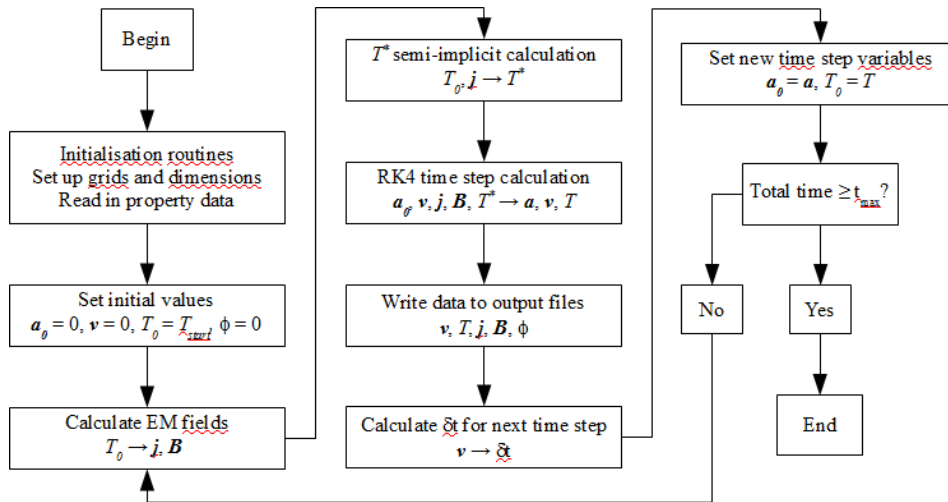 Begin
Initialisation routines
Set up grids and dimensions
Read in property data
Set initial values
a₀ = 0, v = 0, T₀ = T_start, ϕ = 0
Calculate EM fields
T₀ → j, B
T* semi-implicit calculation
T₀, j → T*
RK4 time step calculation
a₀, v, j, B, T* → a, v, T
Write data to output files
v, T, j, B, ϕ
Calculate δt for next time step
v → δt
Set new time step variables
a₀ = a, T₀ = T
Total time ≥ t_max?
No
Yes
End